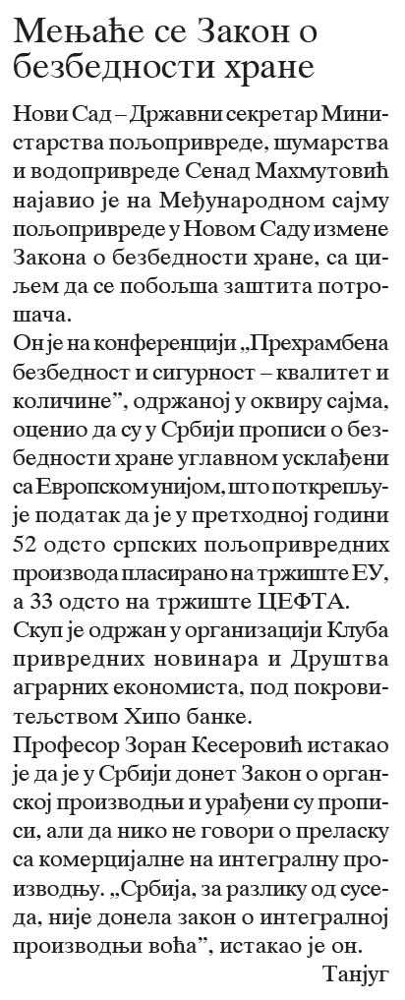 Мењаће се Закон о
безбедности хране
Нови Сад – Државни секретар Мини-
старства пољопривреде, шумарства
и водопривреде Сенад Махмутовић
најавио је на Међународном сајму
пољопривреде у Новом Саду измене
Закона о безбедности хране, са ци-
љем да се побољша заштита потро-
шача.
Он је на конференцији „Прехрамбена
безбедност и сигурност – квалитет и
количине”, одржаној у оквиру сајма,
оценио да су у Србији прописи о без-
бедности хране углавном усклађени
са Европском унијом, што поткрепљу-
је податак да је у претходној години
52 одсто српских пољопривредних
производа пласирано на тржиште ЕУ,
а 33 одсто на тржиште ЦЕФТА.
Скуп је одржан у организацији Клуба
привредних новинара и Друштва
аграрних економиста, под покрови-
тељством Хипо банке.
Професор Зоран Кесеровић истакао
је да је у Србији донет Закон о орган-
ској производњи и урађени су пропи-
си, али да нико не говори о преласку
са комерцијалне на интегралну про-
изводњу. „Србија, за разлику од сусе-
да, није донела закон о интегралној
производњи воћа”, истакао је он.
Танјуг